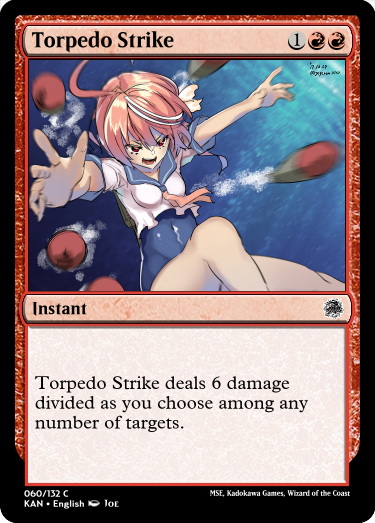 Torpedo Strike 1
Instant
Torpedo Strike deals 6 damage
divided as you choose among any
number of targets.
060/132 C
KAN • English JOE
MSE, Kadokawa Games, Wizard of the Coast